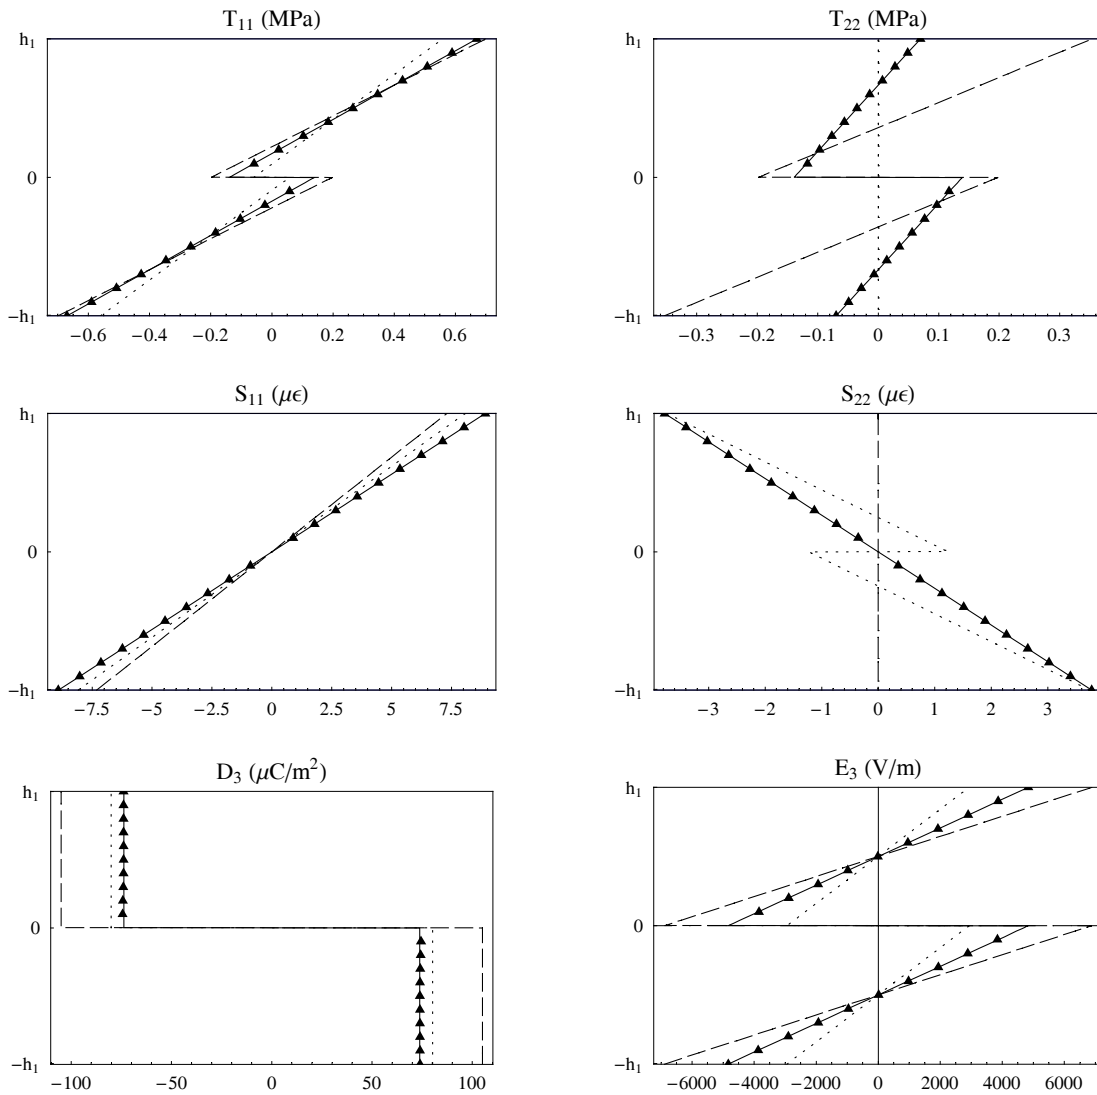 T₁₁ (MPa)
h₁
0
−h₁
−0.6 −0.4 −0.2 0 0.2 0.4 0.6
T₂₂ (MPa)
h₁
0
−h₁
−0.3 −0.2 −0.1 0 0.1 0.2 0.3
S₁₁ (με)
h₁
0
−h₁
−7.5 −5 −2.5 0 2.5 5 7.5
S₂₂ (με)
h₁
0
−h₁
−3 −2 −1 0 1 2 3
D₃ (μC/m²)
h₁
0
−h₁
−100 −50 0 50 100
E₃ (V/m)
h₁
0
−h₁
−6000 −4000 −2000 0 2000 4000 6000